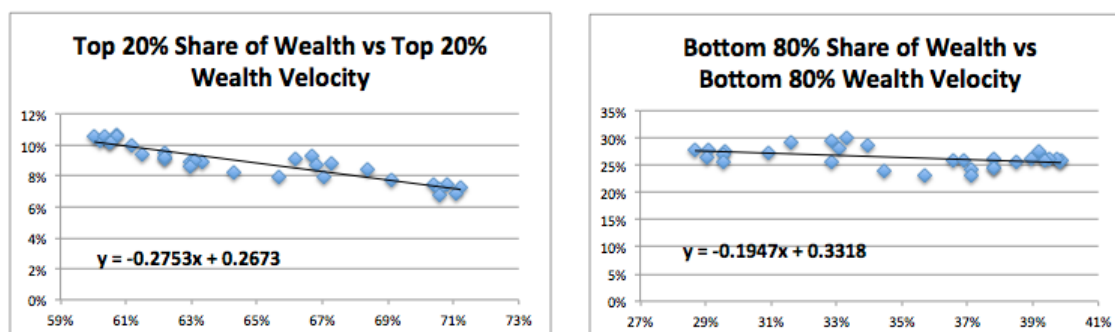 Top 20% Share of Wealth vs Top 20%
Wealth Velocity
12%
10%
8%
6%
4%
2%
0%
y = -0.2753x + 0.2673
59% 61% 63% 65% 67% 69% 71% 73%
Bottom 80% Share of Wealth vs
Bottom 80% Wealth Velocity
35%
30%
25%
20%
15%
10%
5%
0%
y = -0.1947x + 0.3318
27% 29% 31% 33% 35% 37% 39% 41%